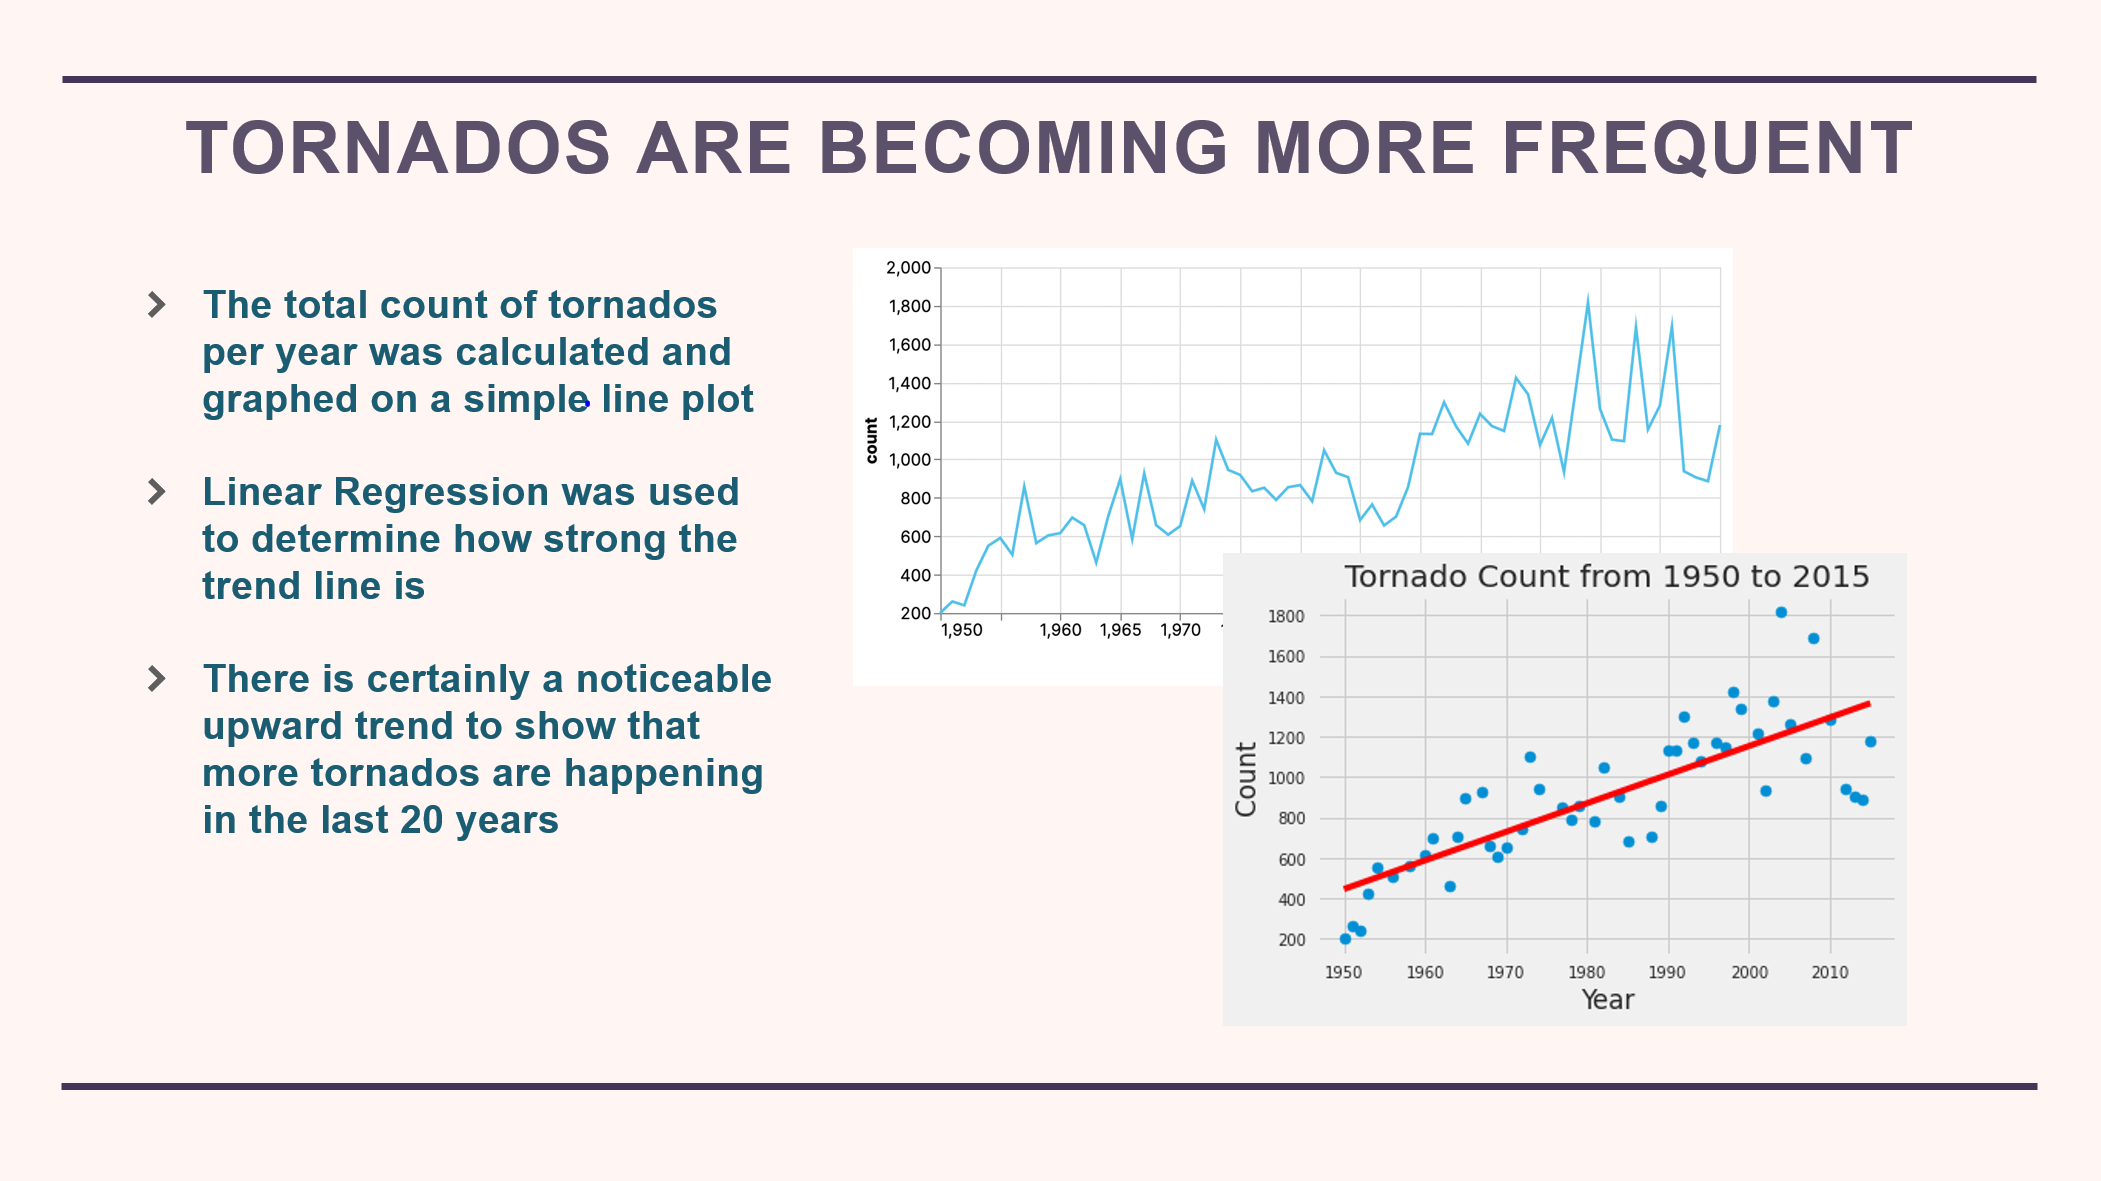 TORNADOS ARE BECOMING MORE FREQUENT
The total count of tornados
per year was calculated and
graphed on a simple line plot
Linear Regression was used
to determine how strong the
trend line is
There is certainly a noticeable
upward trend to show that
more tornados are happening
in the last 20 years
2,000
1,800
1,600
1,400
1,200
1,000
800
600
400
200
count
1,950 1,960 1,965 1,970
Tornado Count from 1950 to 2015
1800
1600
1400
1200
1000
800
600
400
200
Count
1950 1960 1970 1980 1990 2000 2010
Year